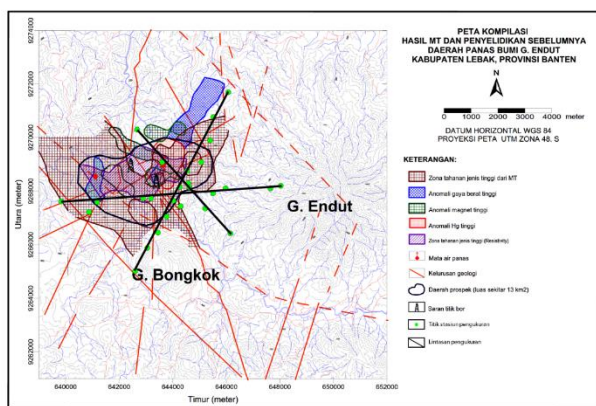 PETA KOMPILASI
HASIL MT DAN PENYELIDIKAN SEBELUMNYA
DAERAH PANAS BUMI G. ENDUT
KABUPATEN LEBAK, PROVINSI BANTEN
N
0 1000 2000 3000 4000 meter
DATUM HORIZONTAL WGS 84
PROYEKSI PETA UTM ZONA 48. S
KETERANGAN:
Zona tahanan jenis tinggi dari MT
Anomali gaya berat tinggi
Anomali magnet tinggi
Anomali Hg tinggi
Zona tahanan jenis tinggi (Resistivity)
Mata air panas
Kelurusan geologi
Daerah prospek (luas sekitar 13 km2)
Saran titik bor
Titik stasiun pengukuran
Lintasan pengukuran
G. Endut
G. Bongkok
Utara (meter)
9274000
9272000
9270000
9268000
9266000
9264000
9262000
640000 642000 644000 646000 648000 650000 652000
Timur (meter)